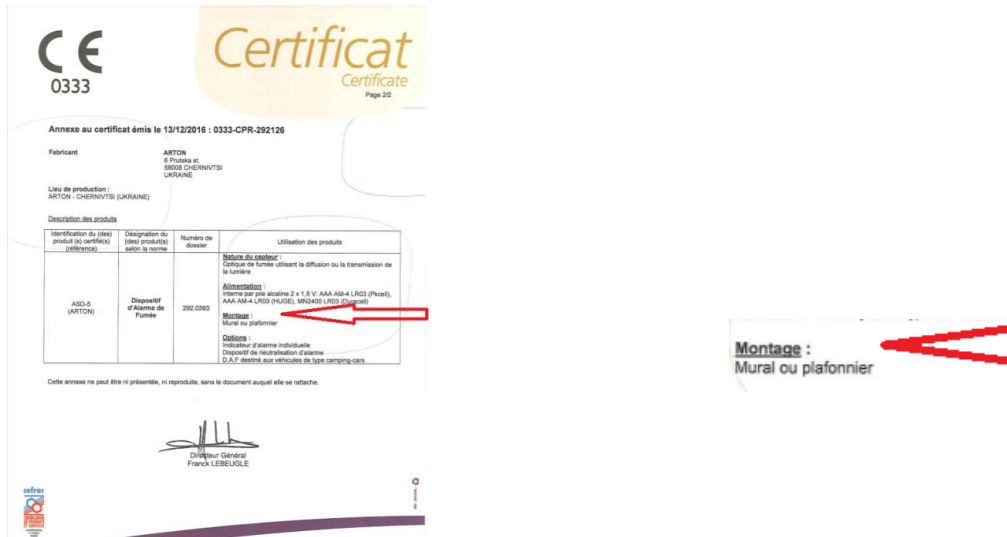 CE
0333
Certificat
Certificate
Page 2/2
Annexe au certificat émis le 13/12/2016 : 0333-CPR-292126
Fabricant
ARTON
6 Prutska st.
58008 CHERNIVTSI
UKRAINE
Lieu de production :
ARTON - CHERNIVTSI (UKRAINE)
Description des produits
Identification du (des)
produit (s) certifié(s)
(référence)
Désignation du
(des) produit(s)
selon la norme
Numéro de
dossier
Utilisation des produits
ASD-5
(ARTON)
Dispositif
d'Alarme de
Fumée
292.0393
Nature du capteur :
Optique de fumée utilisant la diffusion ou la transmission de
la lumière
Alimentation :
Interne par pile alcaline 2 x 1,5 V: AAA AM-4 LR03 (Pkcell),
AAA AM-4 LR03 (HUGE), MN2400 LR03 (Duracell)
Montage :
Mural ou plafonnier
Options :
Indicateur d'alarme individuelle
Dispositif de neutralisation d'alarme
D.A.F destiné aux véhicules de type camping-cars
Cette annexe ne peut être ni présentée, ni reproduite, sans le document auquel elle se rattache.
Directeur Général
Franck LEBEUGLE
cofrac
Montage :
Mural ou plafonnier